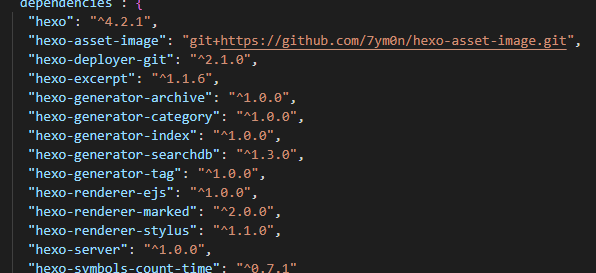 dependencies : {
"hexo": "^4.2.1",
"hexo-asset-image": "git+https://github.com/7ym0n/hexo-asset-image.git",
"hexo-deployer-git": "^2.1.0",
"hexo-excerpt": "^1.1.6",
"hexo-generator-archive": "^1.0.0",
"hexo-generator-category": "^1.0.0",
"hexo-generator-index": "^1.0.0",
"hexo-generator-searchdb": "^1.3.0",
"hexo-generator-tag": "^1.0.0",
"hexo-renderer-ejs": "^1.0.0",
"hexo-renderer-marked": "^2.0.0",
"hexo-renderer-stylus": "^1.1.0",
"hexo-server": "^1.0.0",
"hexo-symbols-count-time": "^0.7.1"